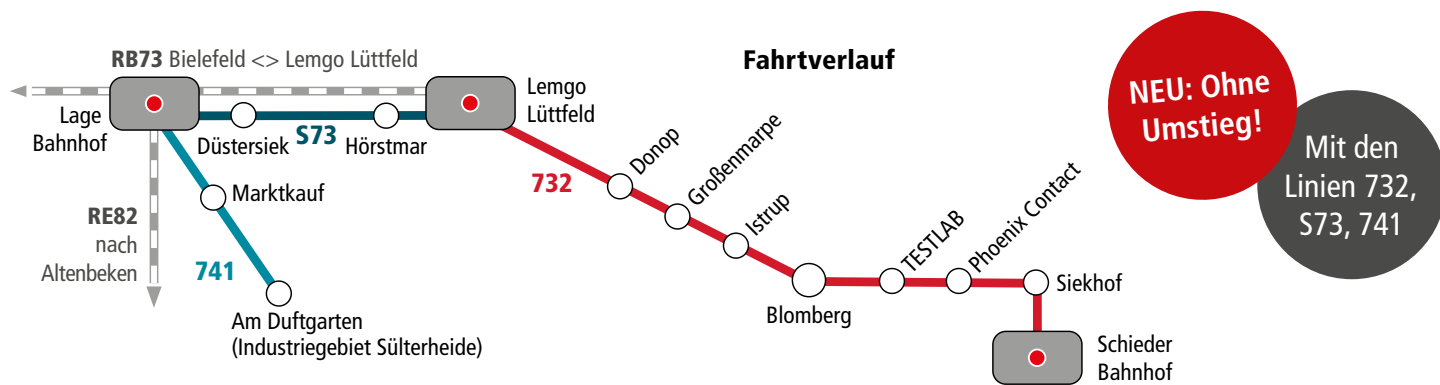 RB73 Bielefeld <> Lemgo Lüttfeld
Fahrtverlauf
NEU: Ohne
Umstieg!
Mit den
Linien 732,
S73, 741
Lage
Bahnhof
Düstersiek
S73
Hörstmar
Lemgo
Lüttfeld
Marktkauf
RE82
nach
Altenbeken
741
Am Duftgarten
(Industriegebiet Sülterheide)
732
Donop
Großenmarpe
Istrup
Blomberg
TESTLAB
Phoenix Contact
Siekhof
Schieder
Bahnhof